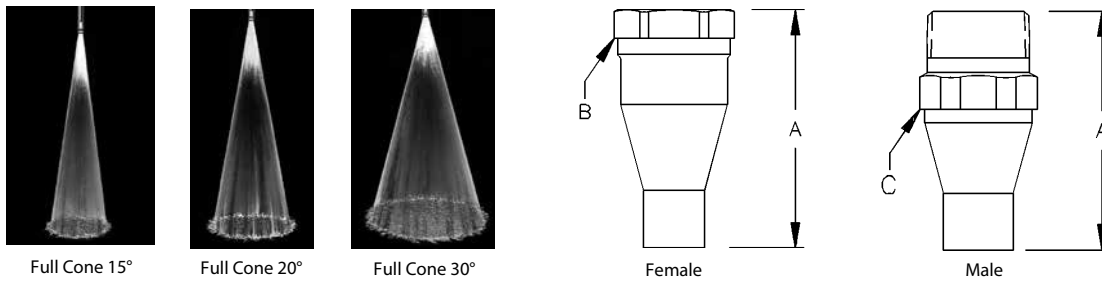 Full Cone 15°
Full Cone 20°
Full Cone 30°
B
A
Female
C
A
Male